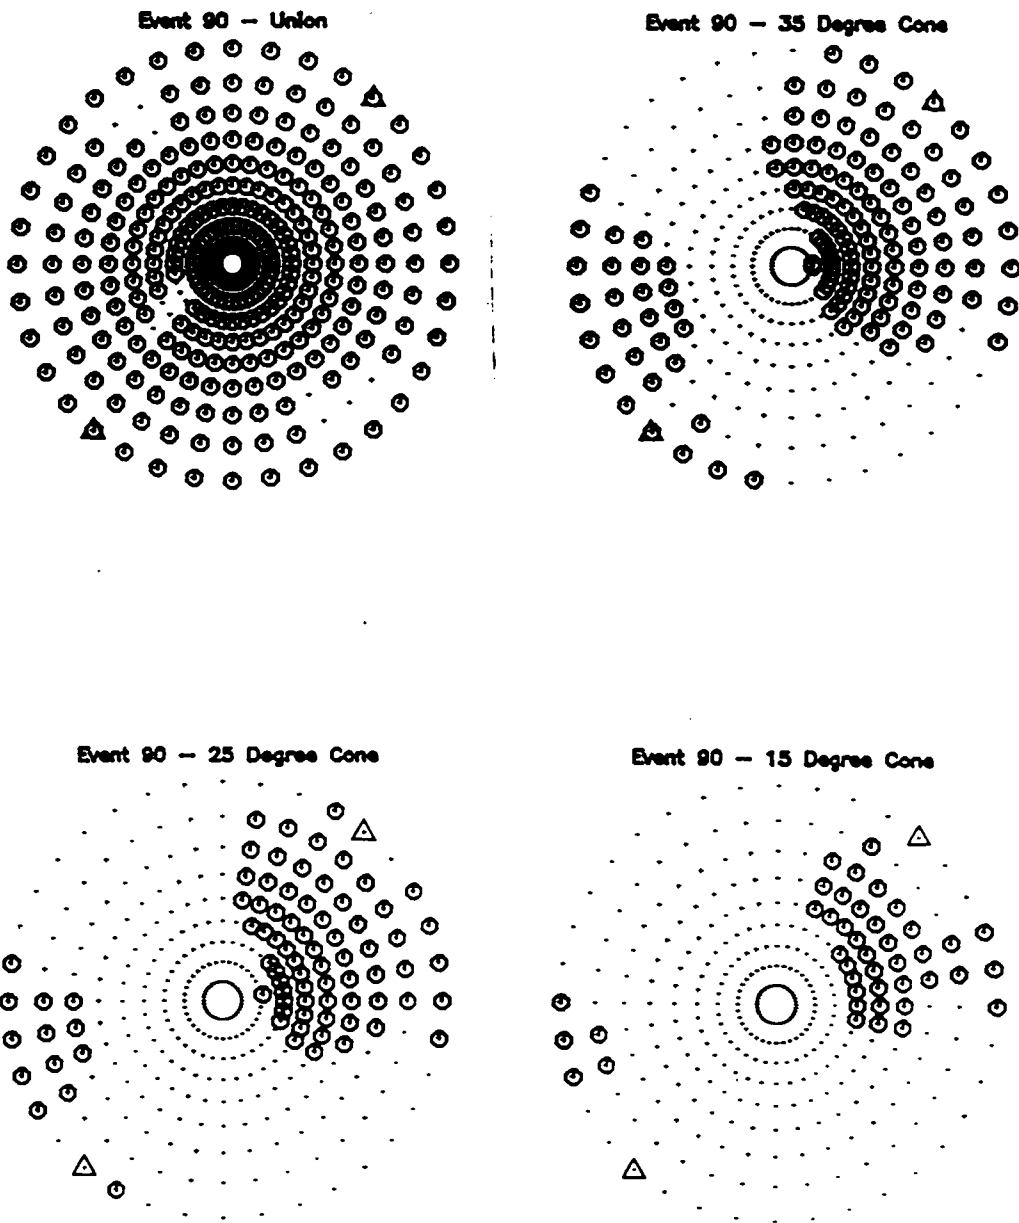 Event 90 - Union
Event 90 - 35 Degree Cone
Event 90 - 25 Degree Cone
Event 90 - 15 Degree Cone